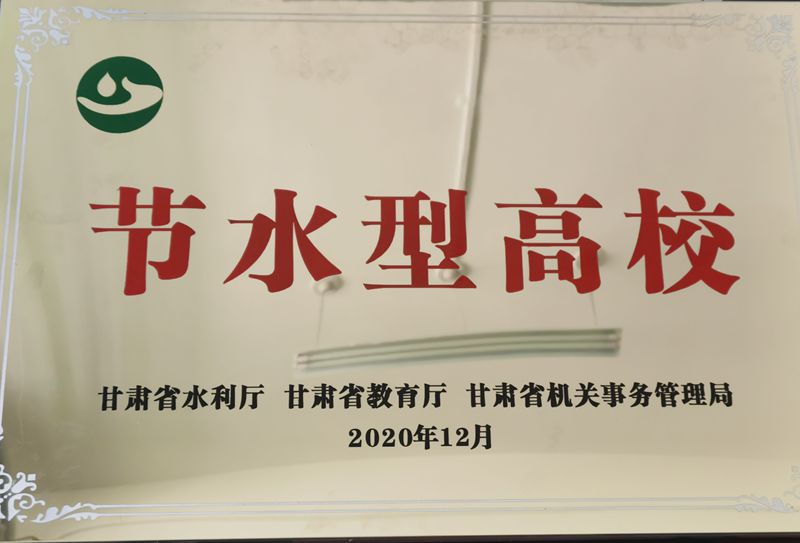 节水型高校
甘肃省水利厅 甘肃省教育厅 甘肃省机关事务管理局
2020年12月